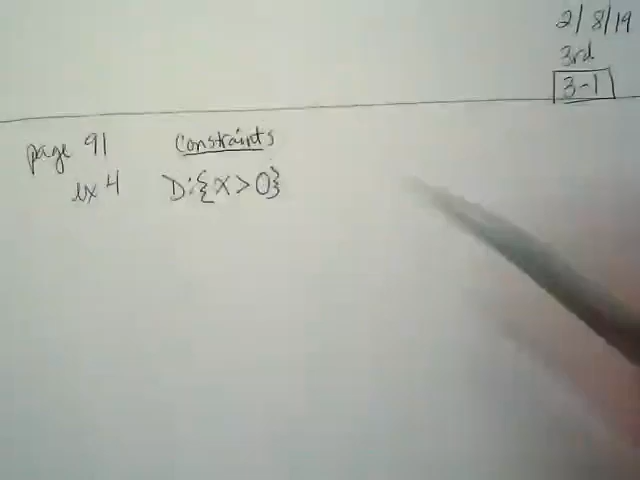 2/8/19
3rd
3-1
page 91 Constraints
ex 4 D:{x>0}